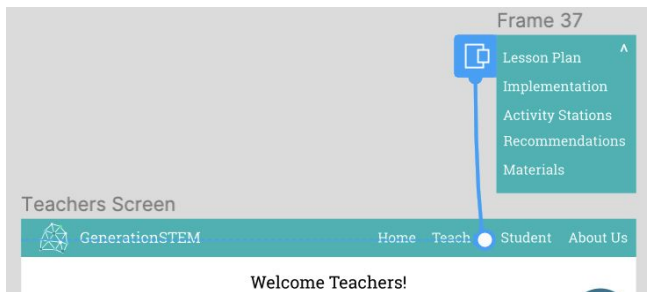 Frame 37
Lesson Plan ^
Implementation
Activity Stations
Recommendations
Materials
Teachers Screen
GenerationSTEM Home Teach Student About Us
Welcome Teachers!